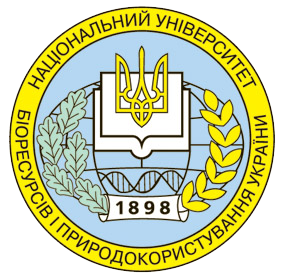 НАЦІОНАЛЬНИЙ УНІВЕРСИТЕТ
БІОРЕСУРСІВ І ПРИРОДОКОРИСТУВАННЯ УКРАЇНИ
1898